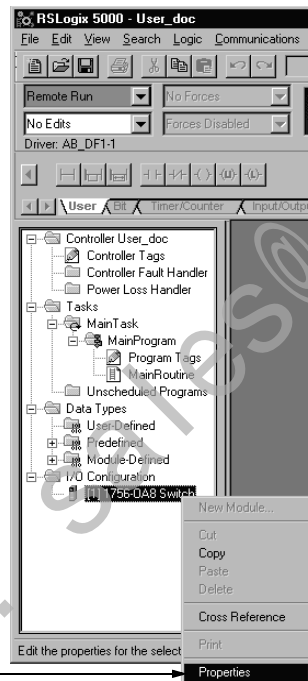 RSLogix 5000 - User_doc
File Edit View Search Logic Communications
Remote Run No Forces
No Edits Forces Disabled
Driver: AB_DF1-1
User Bit Timer/Counter Input/Outp
Controller User_doc
Controller Tags
Controller Fault Handler
Power Loss Handler
Tasks
MainTask
MainProgram
Program Tags
MainRoutine
Unscheduled Programs
Data Types
User-Defined
Predefined
Module-Defined
I/O Configuration
[1] 1756-OA8 Switch
New Module...
Cut
Copy
Paste
Delete
Cross Reference
Print
Properties
Edit the properties for the select
sales@